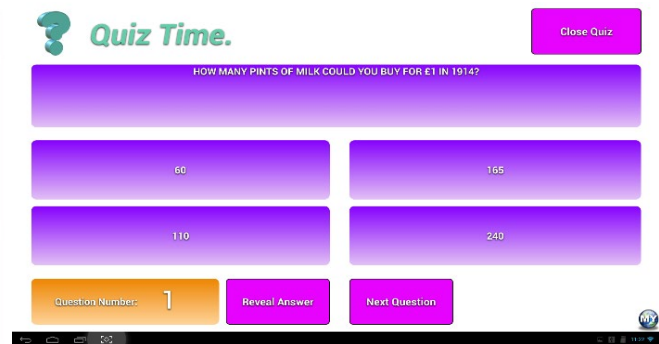 Quiz Time.
Close Quiz
HOW MANY PINTS OF MILK COULD YOU BUY FOR £1 IN 1914?
60
165
110
240
Question Number: 1
Reveal Answer
Next Question
MY